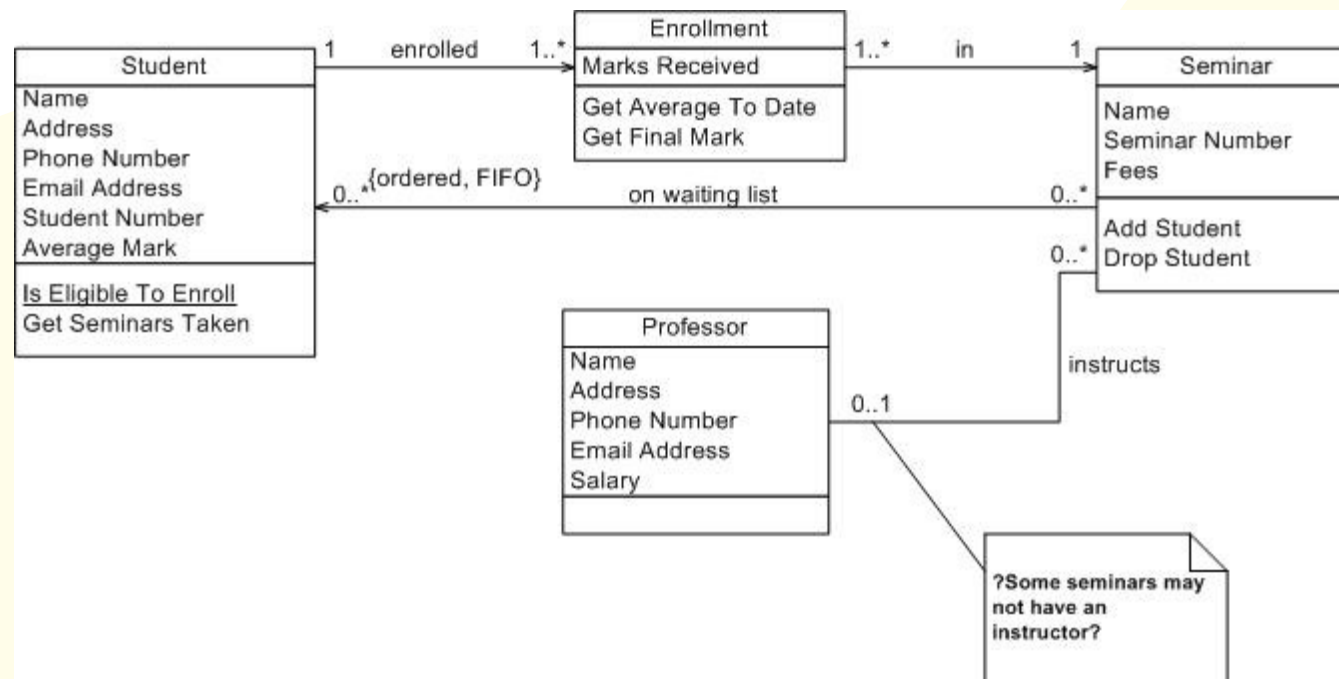 Enrollment
1 enrolled 1..*
Marks Received
1..* in 1
Student
Seminar
Name
Address
Phone Number
Email Address
Student Number
Average Mark
Get Average To Date
Get Final Mark
Name
Seminar Number
Fees
0..* {ordered, FIFO}
on waiting list
0..*
Add Student
Drop Student
0..*
Is Eligible To Enroll
Get Seminars Taken
Professor
Name
Address
Phone Number
Email Address
Salary
instructs
0..1
?Some seminars may
not have an
instructor?